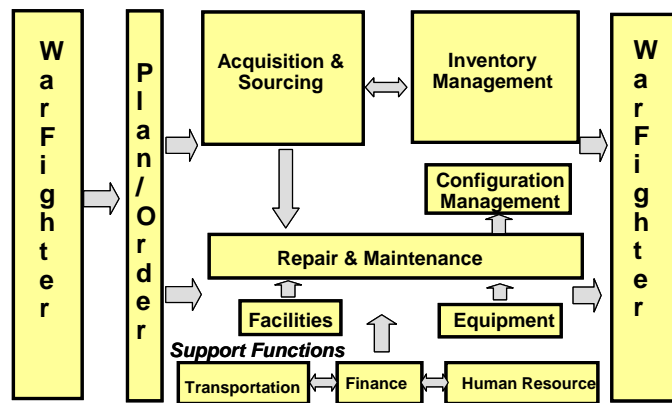 WarFighter
Plan/Order
Acquisition &
Sourcing
Inventory
Management
Configuration
Management
Repair & Maintenance
Facilities
Equipment
Support Functions
Transportation
Finance
Human Resource
WarFighter